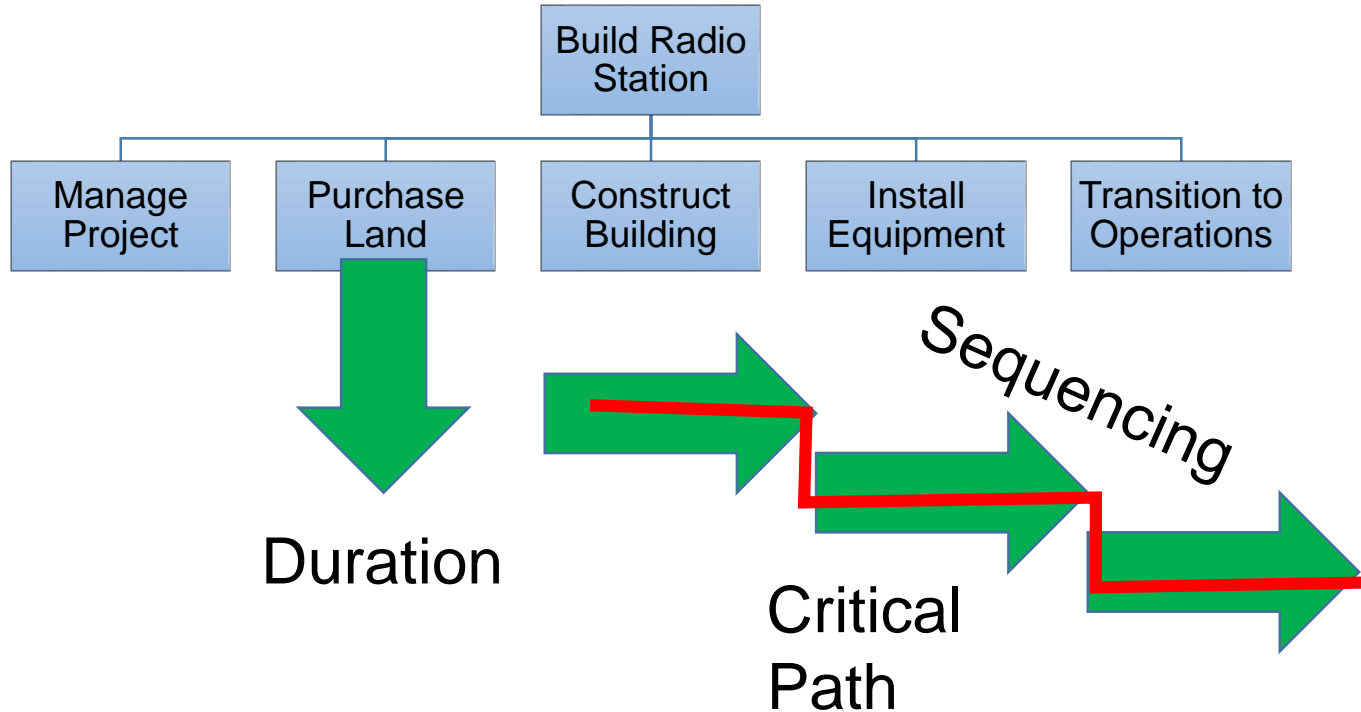 Build Radio
Station
Manage
Project
Purchase
Land
Construct
Building
Install
Equipment
Transition to
Operations
Sequencing
Duration
Critical
Path